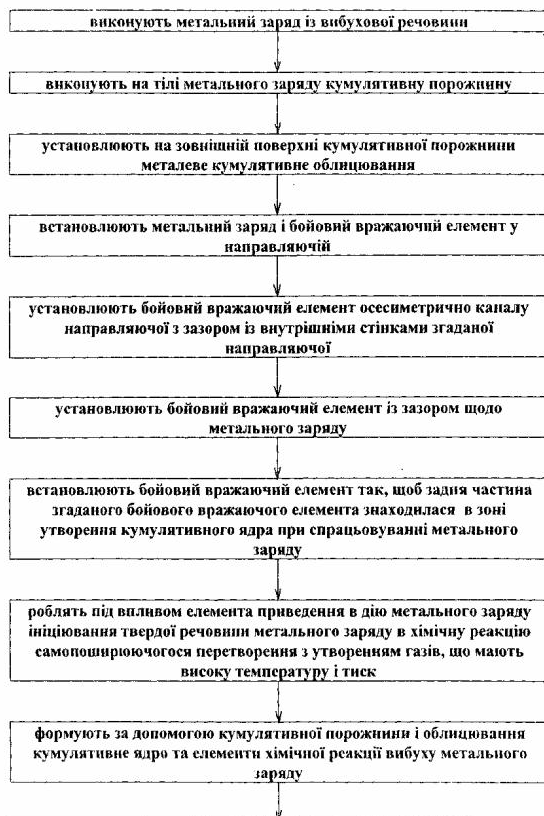 виконують метальний заряд із вибухової речовини
виконують на тілі метального заряду кумулятивну порожнину
установлюють на зовнішній поверхні кумулятивної порожнини
металеве кумулятивне облицювання
встановлюють метальний заряд і бойовий вражаючий елемент у
направляючій
установлюють бойовий вражаючий елемент осесиметрично каналу
направляючої з зазором із внутрішніми стінками згаданої
направляючої
установлюють бойовий вражаючий елемент із зазором щодо
метального заряду
встановлюють бойовий вражаючий елемент так, щоб задня частина
згаданого бойового вражаючого елемента знаходилася в зоні
утворення кумулятивного ядра при спрацьовуванні метального
заряду
роблять під впливом елемента приведення в дію метального заряду
ініціювання твердої речовини метального заряду в хімічну реакцію
самопоширюючогося перетворення з утворенням газів, що мають
високу температуру і тиск
формують за допомогою кумулятивної порожнини і облицювання
кумулятивне ядро та елементи хімічної реакції вибуху метального
заряду